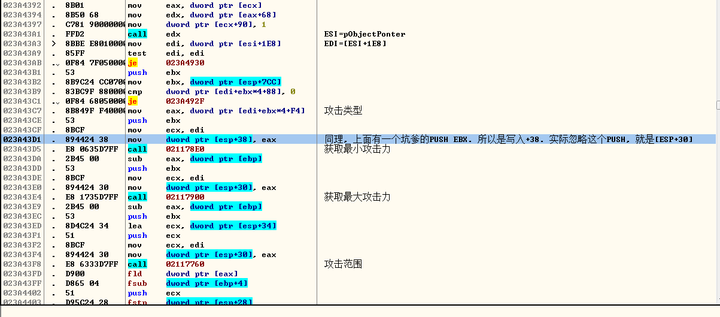 023A4392 . 8B01 mov eax, dword ptr [ecx]
023A4394 . 8B50 68 mov edx, dword ptr [eax+68]
023A4397 . C781 90000000 mov dword ptr [ecx+90], 1
023A43A1 . FFD2 call edx ESI=pObjectPonter
023A43A3 > 8BBE E8010000 mov edi, dword ptr [esi+1E8] EDI=[ESI+1E8]
023A43A9 . 85FF test edi, edi
023A43AB . 0F84 7F050000 je 023A4930
023A43B1 . 53 push ebx
023A43B2 . 8B9C24 CC0700 mov ebx, dword ptr [esp+7CC]
023A43B9 . 83BC9F 880000 cmp dword ptr [edi+ebx*4+88], 0
023A43C1 . 0F84 68050000 je 023A492F
023A43C7 . 8B849F F40000 mov eax, dword ptr [edi+ebx*4+F4] 攻击类型
023A43CE . 53 push ebx
023A43CF . 8BCF mov ecx, edi
023A43D1 . 894424 38 mov dword ptr [esp+38], eax 同理，上面有一个坑爹的PUSH EBX. 所以是写入+38. 实际忽略这个PUSH, 就是[ESP+30]
023A43D5 . E8 0635D7FF call 021178E0 获取最小攻击力
023A43DA . 2B45 00 sub eax, dword ptr [ebp]
023A43DD . 53 push ebx
023A43DE . 8BCF mov ecx, edi
023A43E0 . 894424 30 mov dword ptr [esp+30], eax
023A43E4 . E8 1735D7FF call 02117900 获取最大攻击力
023A43E9 . 2B45 00 sub eax, dword ptr [ebp]
023A43EC . 53 push ebx
023A43ED . 8D4C24 34 lea ecx, dword ptr [esp+34]
023A43F1 . 51 push ecx
023A43F2 . 8BCF mov ecx, edi
023A43F4 . 894424 30 mov dword ptr [esp+30], eax
023A43F8 . E8 6333D7FF call 02117760 攻击范围
023A43FD . D900 fld dword ptr [eax]
023A43FF . D865 04 fsub dword ptr [ebp+4]
023A4402 . 51 push ecx
023A4403 . D95C24 28 fstp dword ptr [esp+28]